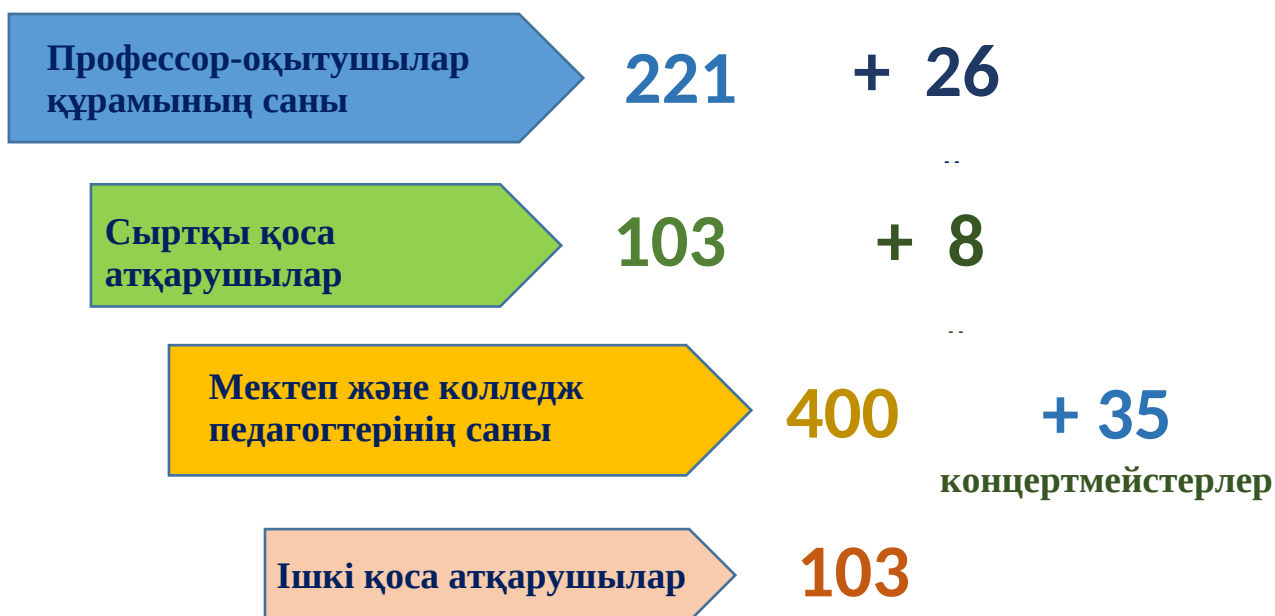 Профессор-оқытушылар
құрамының саны
221 + 26
Сыртқы қоса
атқарушылар
103 + 8
Мектеп және колледж
педагогтерінің саны
400 + 35
концертмейстерлер
Ішкі қоса атқарушылар
103